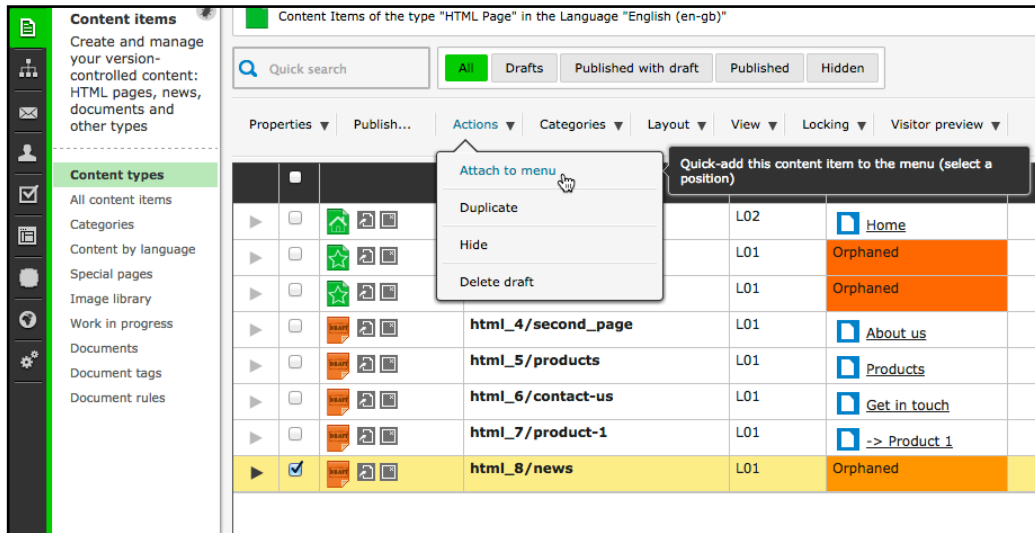 Content items
Create and manage
your version-
controlled content:
HTML pages, news,
documents and
other types
Content types
All content items
Categories
Content by language
Special pages
Image library
Work in progress
Documents
Document tags
Document rules
Content Items of the type "HTML Page" in the Language "English (en-gb)"
Quick search
All Drafts Published with draft Published Hidden
Properties ▼ Publish... Actions ▼ Categories ▼ Layout ▼ View ▼ Locking ▼ Visitor preview ▼
Attach to menu
Duplicate
Hide
Delete draft
Quick-add this content item to the menu (select a
position)
L02 Home
L01 Orphaned
L01 Orphaned
DRAFT html_4/second_page L01 About us
DRAFT html_5/products L01 Products
DRAFT html_6/contact-us L01 Get in touch
DRAFT html_7/product-1 L01 -> Product 1
DRAFT html_8/news L01 Orphaned